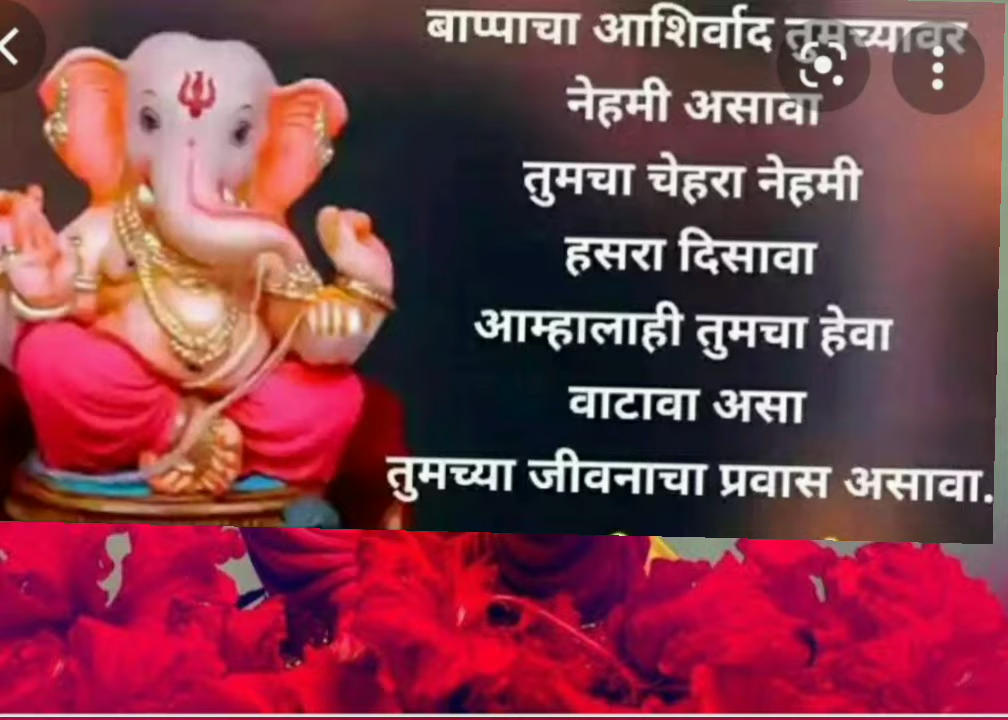 बाप्पाचा आशिर्वाद तुमच्यावर
नेहमी असावा
तुमचा चेहरा नेहमी
हसरा दिसावा
आम्हालाही तुमचा हेवा
वाटावा असा
तुमच्या जीवनाचा प्रवास असावा.